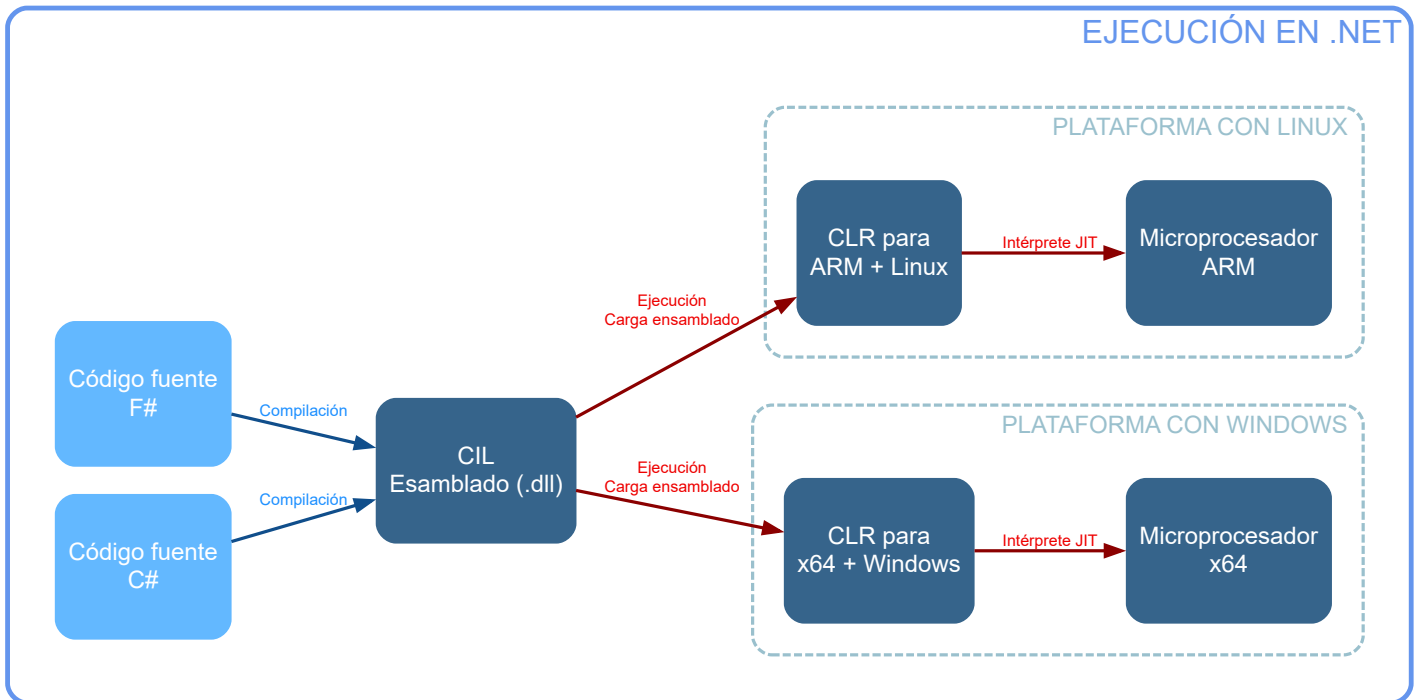 EJECUCIÓN EN .NET
PLATAFORMA CON LINUX
CLR para
ARM + Linux
Intérprete JIT
Microprocesador
ARM
Ejecución
Carga ensamblado
Código fuente
F#
Compilación
CIL
Esamblado (.dll)
Compilación
Código fuente
C#
PLATAFORMA CON WINDOWS
Ejecución
Carga ensamblado
CLR para
x64 + Windows
Intérprete JIT
Microprocesador
x64